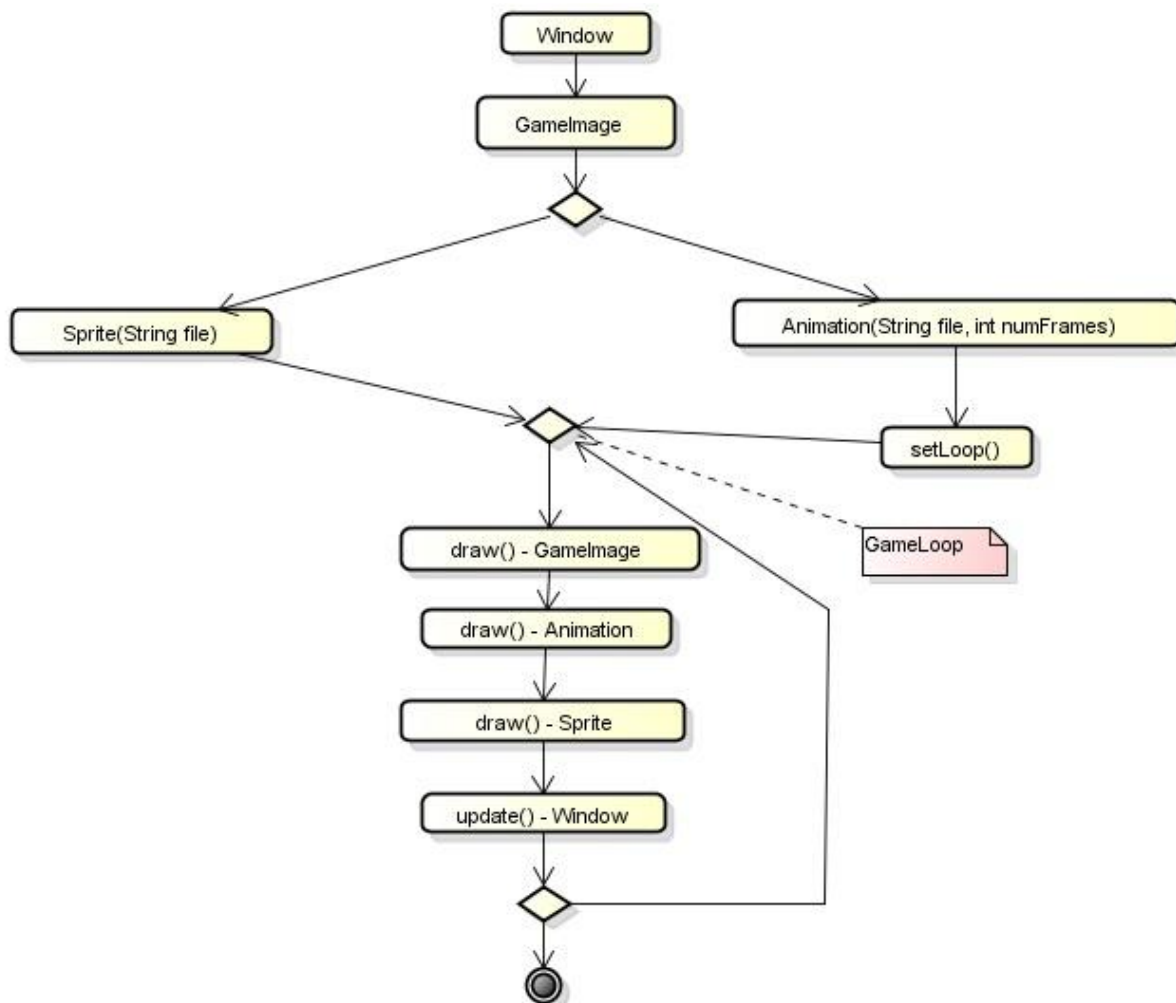 Window
GameImage
Sprite(String file)
Animation(String file, int numFrames)
setLoop()
GameLoop
draw() - GameImage
draw() - Animation
draw() - Sprite
update() - Window